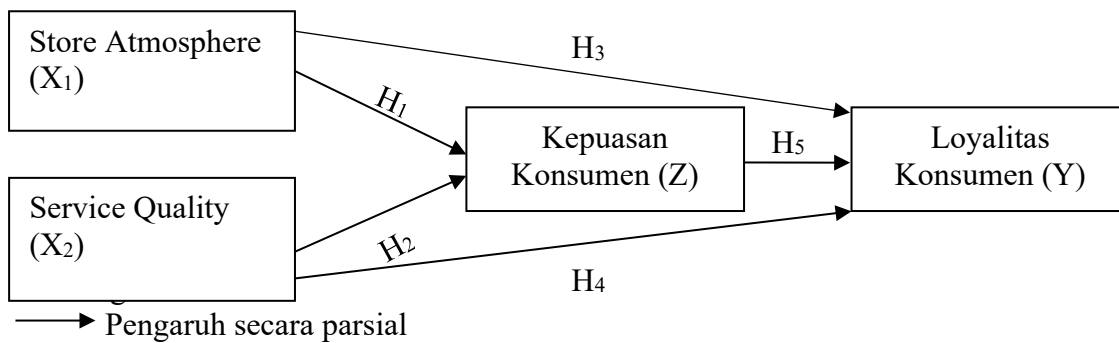 Store Atmosphere
(X₁)
H₃
H₁
Kepuasan
Konsumen (Z)
H₅
Loyalitas
Konsumen (Y)
Service Quality
(X₂)
H₂
H₄
Pengaruh secara parsial